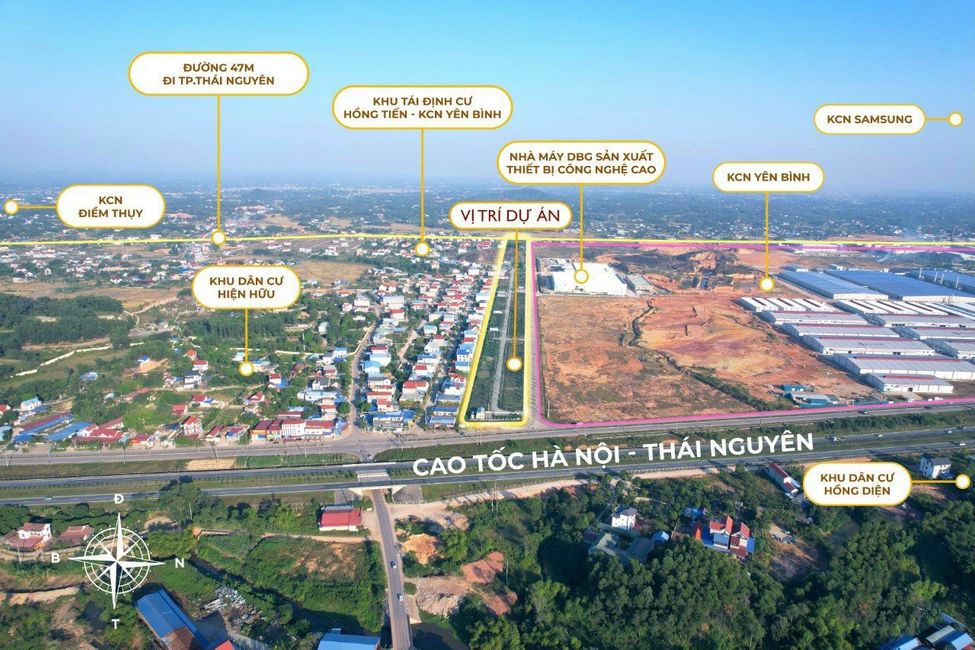 ĐƯỜNG 47M
ĐI TP.THÁI NGUYÊN
KHU TÁI ĐỊNH CƯ
HỒNG TIẾN - KCN YÊN BÌNH
KCN SAMSUNG
NHÀ MÁY DBG SẢN XUẤT
THIẾT BỊ CÔNG NGHỆ CAO
KCN YÊN BÌNH
KCN
ĐIỀM THỤY
VỊ TRÍ DỰ ÁN
KHU DÂN CƯ
HIỆN HỮU
CAO TỐC HÀ NỘI - THÁI NGUYÊN
KHU DÂN CƯ
HỒNG DIỆN
Đ
B
N
T